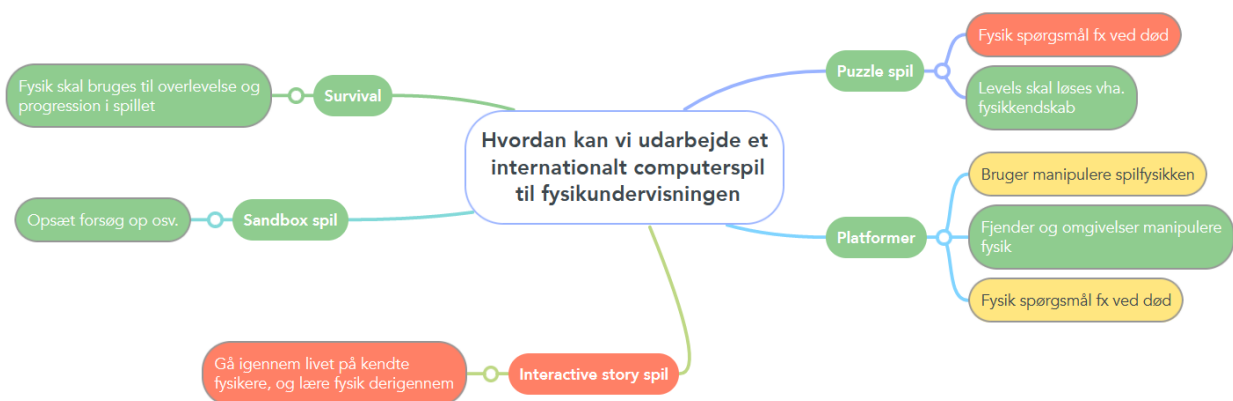 Hvordan kan vi udarbejde et
internationalt computerspil
til fysikundervisningen
Survival
Fysik skal bruges til overlevelse og
progression i spillet
Sandbox spil
Opsæt forsøg op osv.
Interactive story spil
Gå igennem livet på kendte
fysikere, og lære fysik derigennem
Puzzle spil
Fysik spørgsmål fx ved død
Levels skal løses vha.
fysikkendskab
Platformer
Bruger manipulere spilfysikken
Fjender og omgivelser manipulere
fysik
Fysik spørgsmål fx ved død